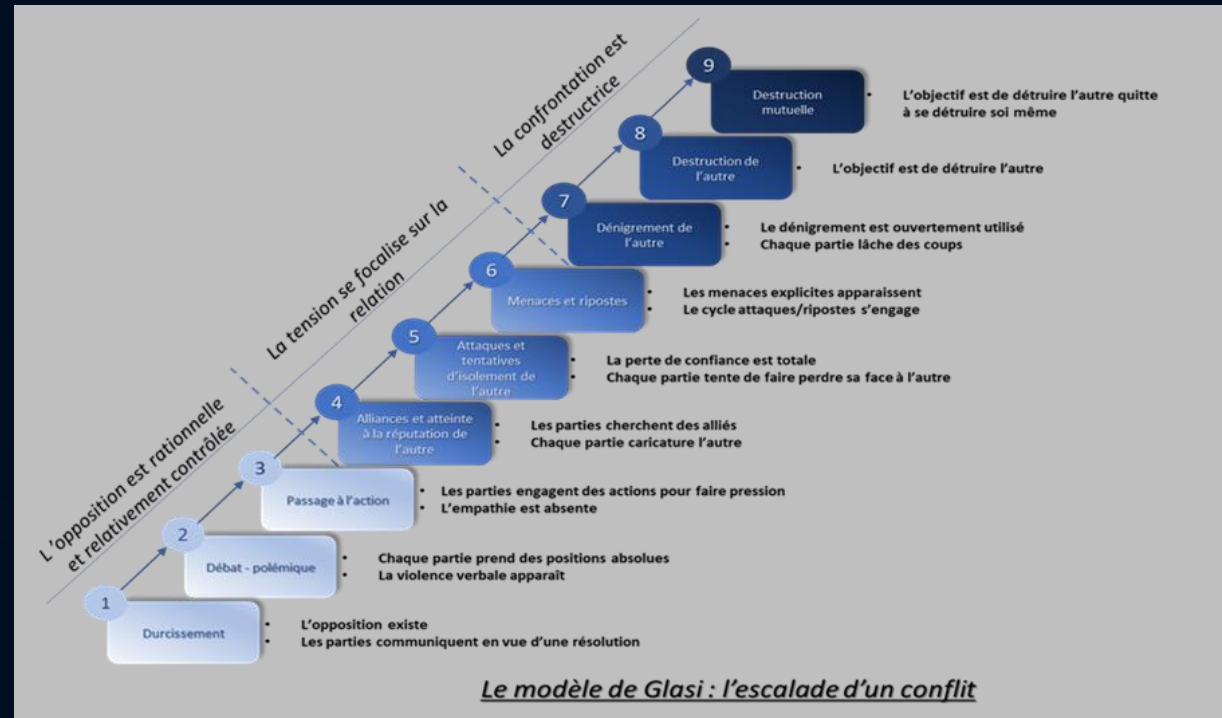 La confrontation est
destructrice
La tension se focalise sur la
relation
L'opposition est rationnelle
et relativement contrôlée
9
Destruction
mutuelle
• L'objectif est de détruire l'autre quitte
à se détruire soi même
8
Destruction de
l'autre
• L'objectif est de détruire l'autre
7
Dénigrement de
l'autre
• Le dénigrement est ouvertement utilisé
• Chaque partie lâche des coups
6
Menaces et ripostes
• Les menaces explicites apparaissent
• Le cycle attaques/ripostes s'engage
5
Attaques et
tentatives
d'isolement de
l'autre
• La perte de confiance est totale
• Chaque partie tente de faire perdre sa face à l'autre
4
Alliances et atteinte
à la réputation de
l'autre
• Les parties cherchent des alliés
• Chaque partie caricature l'autre
3
Passage à l'action
• Les parties engagent des actions pour faire pression
• L'empathie est absente
2
Débat - polémique
• Chaque partie prend des positions absolues
• La violence verbale apparaît
1
Durcissement
• L'opposition existe
• Les parties communiquent en vue d'une résolution
Le modèle de Glasi : l'escalade d'un conflit